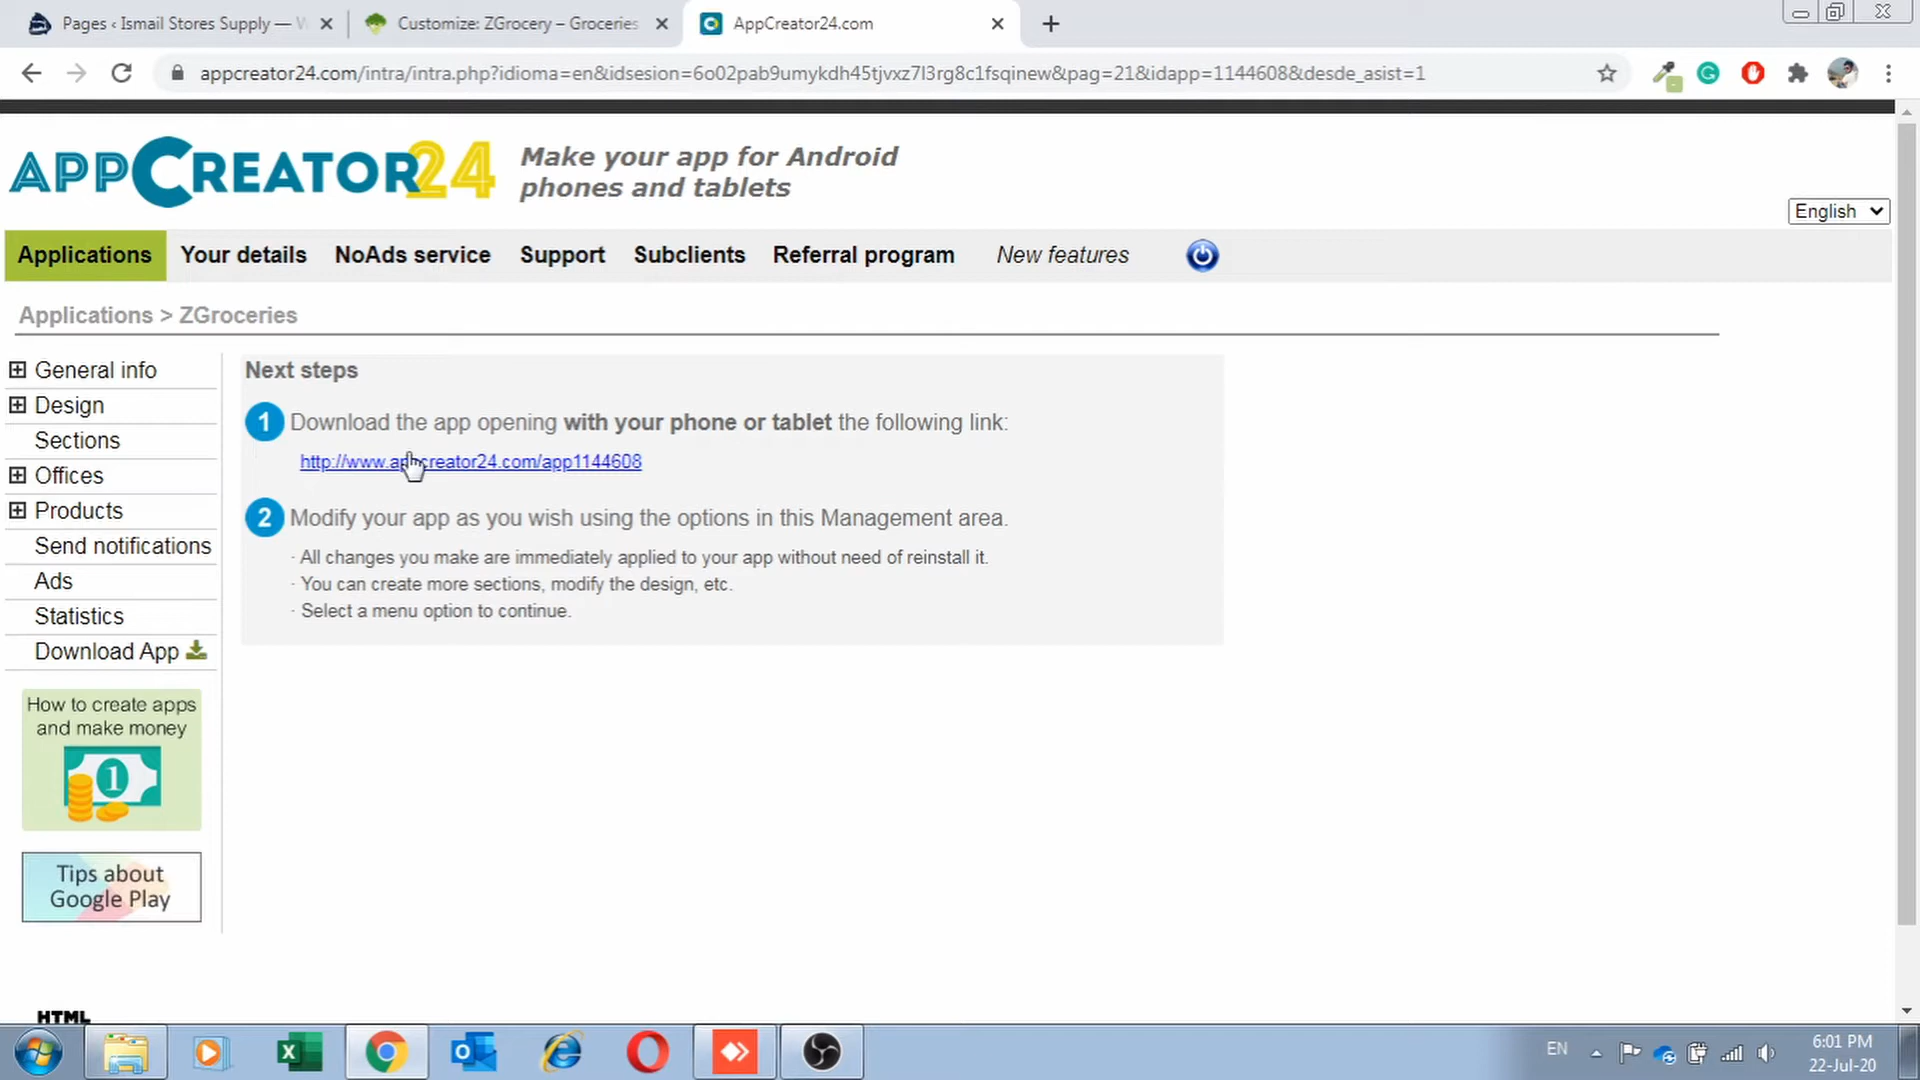 Pages ‹ Ismail Stores Supply —
Customize: ZGrocery – Groceries
AppCreator24.com
appcreator24.com/intra/intra.php?idioma=en&idsesion=6o02pab9umykdh45tjvxz7l3rg8c1fsqinew&pag=21&idapp=1144608&desde_asist=1
APPCREATOR24
Make your app for Android
phones and tablets
English
Applications
Your details
NoAds service
Support
Subclients
Referral program
New features
Applications > ZGroceries
General info
Design
Sections
Offices
Products
Send notifications
Ads
Statistics
Download App
How to create apps
and make money
1
Tips about
Google Play
HTML
Next steps
1 Download the app opening with your phone or tablet the following link:
http://www.appcreator24.com/app1144608
2 Modify your app as you wish using the options in this Management area.
· All changes you make are immediately applied to your app without need of reinstall it.
· You can create more sections, modify the design, etc.
· Select a menu option to continue.
EN
6:01 PM
22-Jul-20